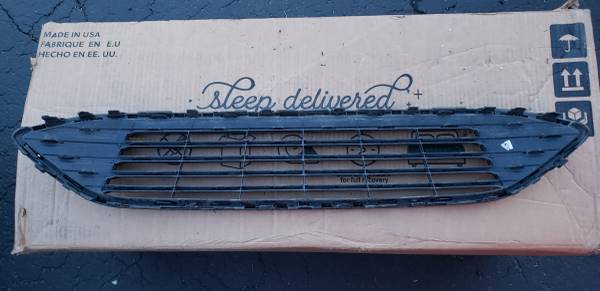 MADE IN USA
FABRIQUE EN E.U
HECHO EN EE. UU.
sleep delivered
for full recovery